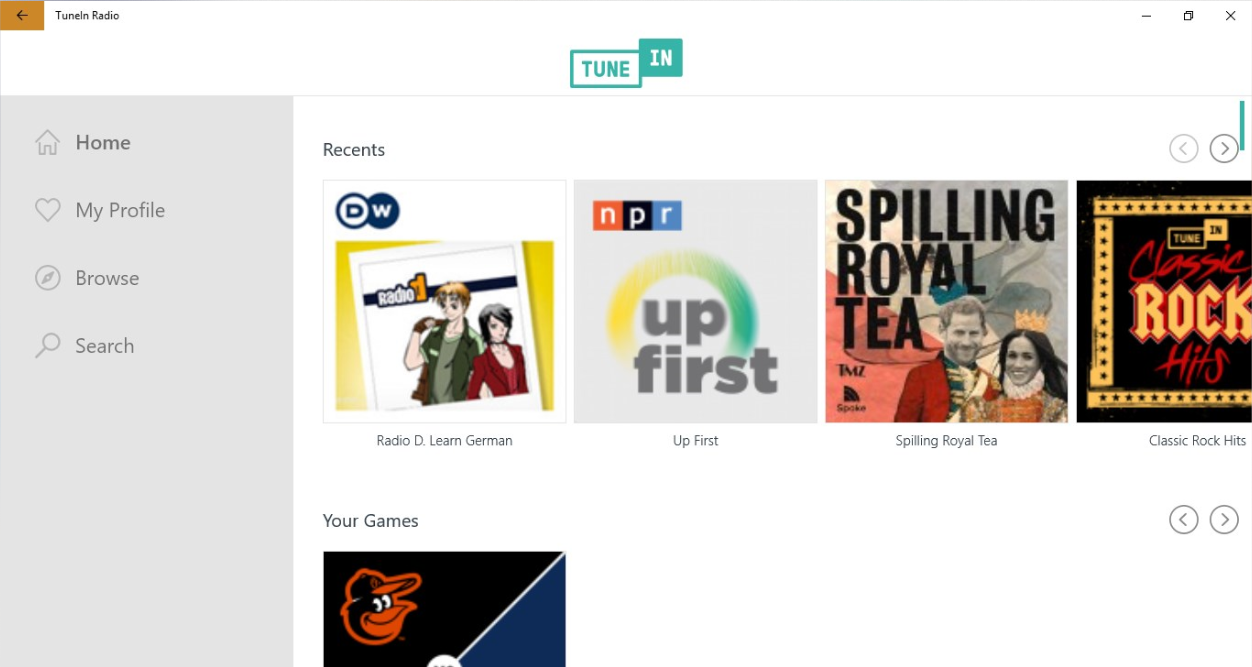 TuneIn Radio
TUNE IN
Home
My Profile
Browse
Search
Recents
DW
Radio D
npr
up
first
SPILLING
ROYAL
TEA
TMZ
Spoke
TUNE IN
Classic
ROCK
Hits
Radio D. Learn German
Up First
Spilling Royal Tea
Classic Rock Hits
Your Games